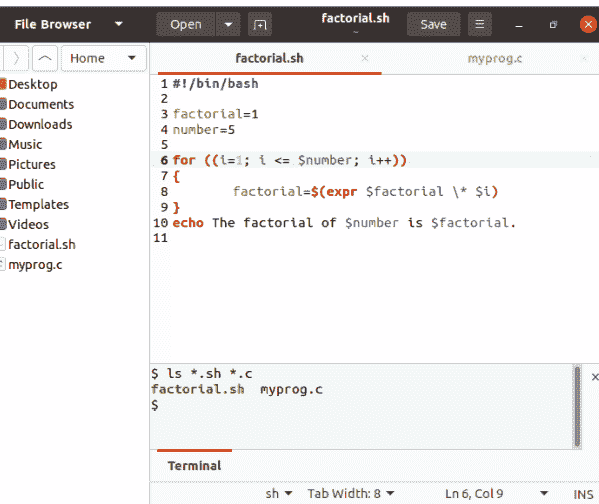 File Browser
Open
factorial.sh
~
Save
Home
factorial.sh
myprog.c
Desktop
Documents
Downloads
Music
Pictures
Public
Templates
Videos
factorial.sh
myprog.c
1 #!/bin/bash
2
3 factorial=1
4 number=5
5
6 for ((i=1; i <= $number; i++))
7 {
8 factorial=$(expr $factorial \* $i)
9 }
10 echo The factorial of $number is $factorial.
11
$ ls *.sh *.c
factorial.sh  myprog.c
$
Terminal
sh
Tab Width: 8
Ln 6, Col 9
INS